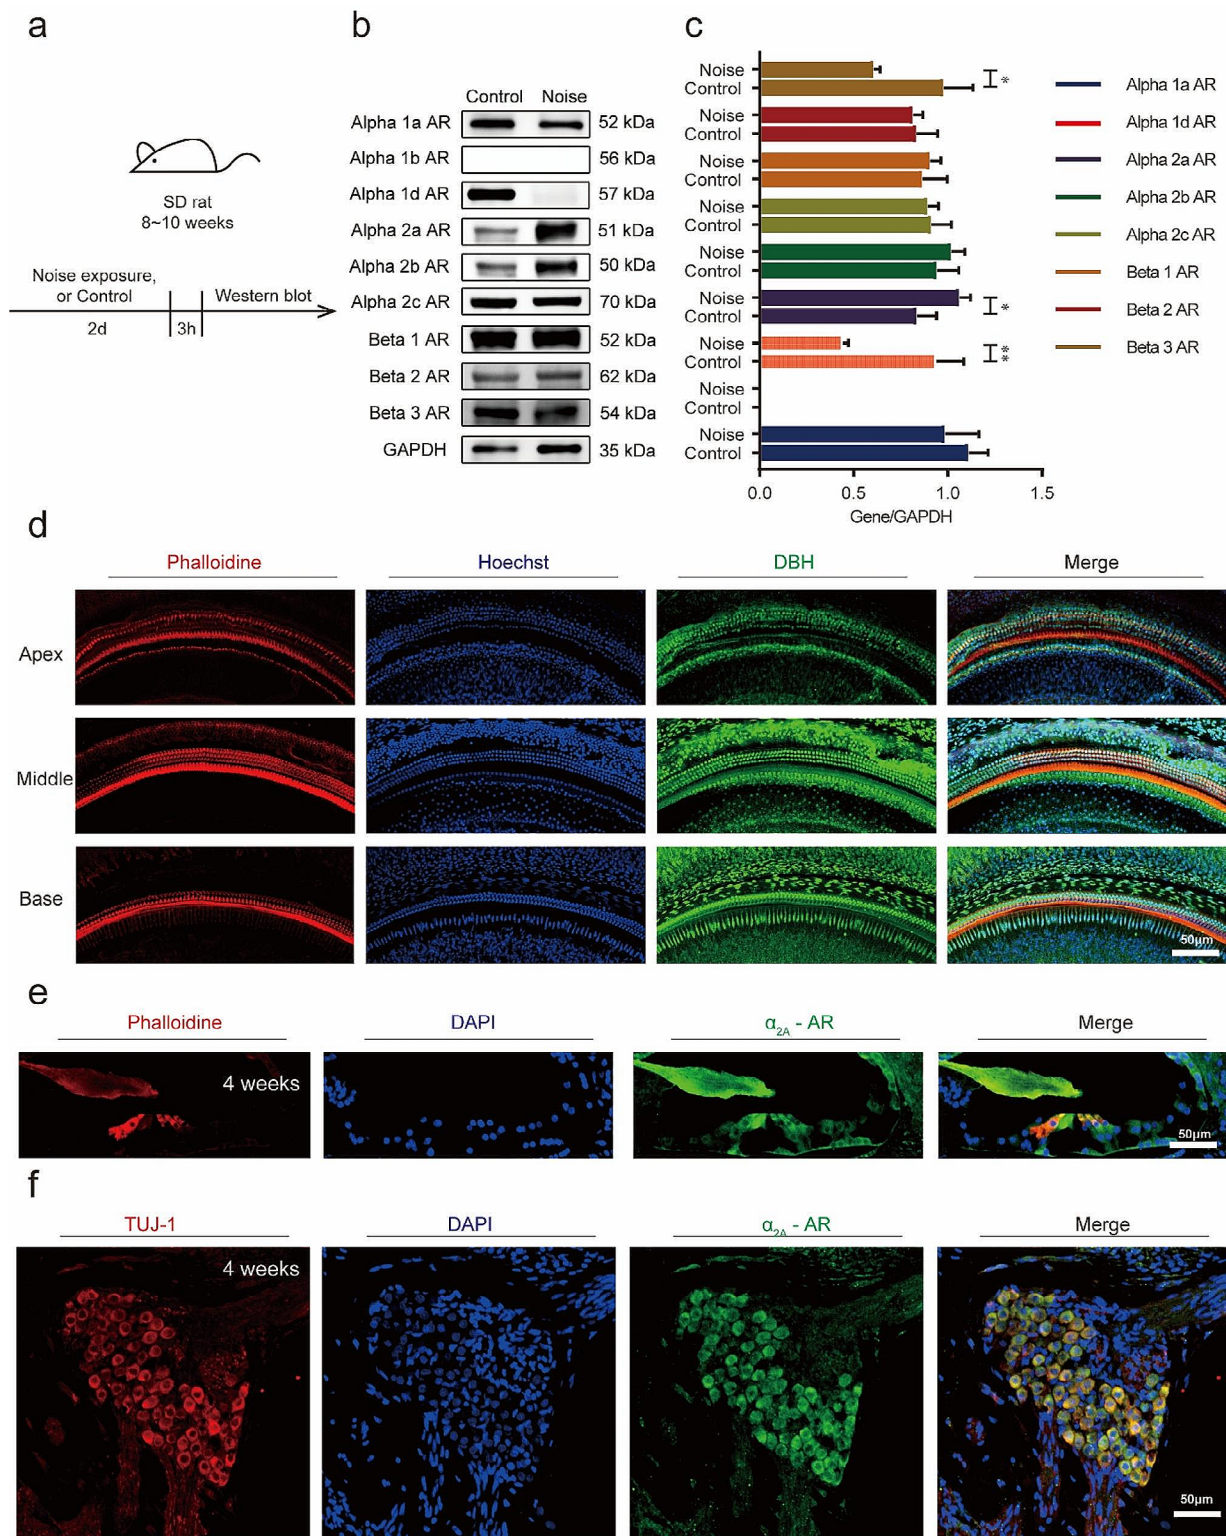 a
SD rat
8~10 weeks
Noise exposure,
or Control
Western blot
2d
3h
b
Control Noise
Alpha 1a AR 52 kDa
Alpha 1b AR 56 kDa
Alpha 1d AR 57 kDa
Alpha 2a AR 51 kDa
Alpha 2b AR 50 kDa
Alpha 2c AR 70 kDa
Beta 1 AR 52 kDa
Beta 2 AR 62 kDa
Beta 3 AR 54 kDa
GAPDH 35 kDa
c
Noise
Control
*
Noise
Control
Noise
Control
Noise
Control
Noise
Control
Noise
Control
*
Noise
Control
**
Noise
Control
Noise
Control
0.0 0.5 1.0 1.5
Gene/GAPDH
Alpha 1a AR
Alpha 1d AR
Alpha 2a AR
Alpha 2b AR
Alpha 2c AR
Beta 1 AR
Beta 2 AR
Beta 3 AR
d
Phalloidine Hoechst DBH Merge
Apex
Middle
Base
50μm
e
Phalloidine DAPI α2A - AR Merge
4 weeks
50μm
f
TUJ-1 DAPI α2A - AR Merge
4 weeks
50μm